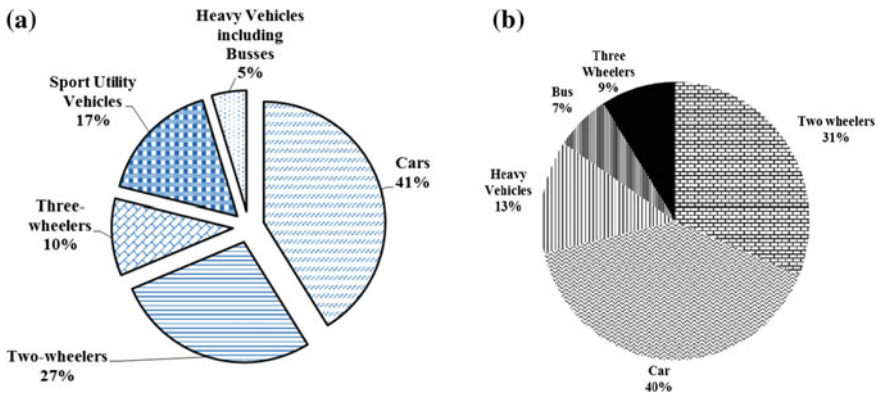 (a)
Heavy Vehicles
including
Busses
5%
Sport Utility
Vehicles
17%
Cars
41%
Three-
wheelers
10%
Two-wheelers
27%
(b)
Three
Wheelers
9%
Bus
7%
Two wheelers
31%
Heavy
Vehicles
13%
Car
40%